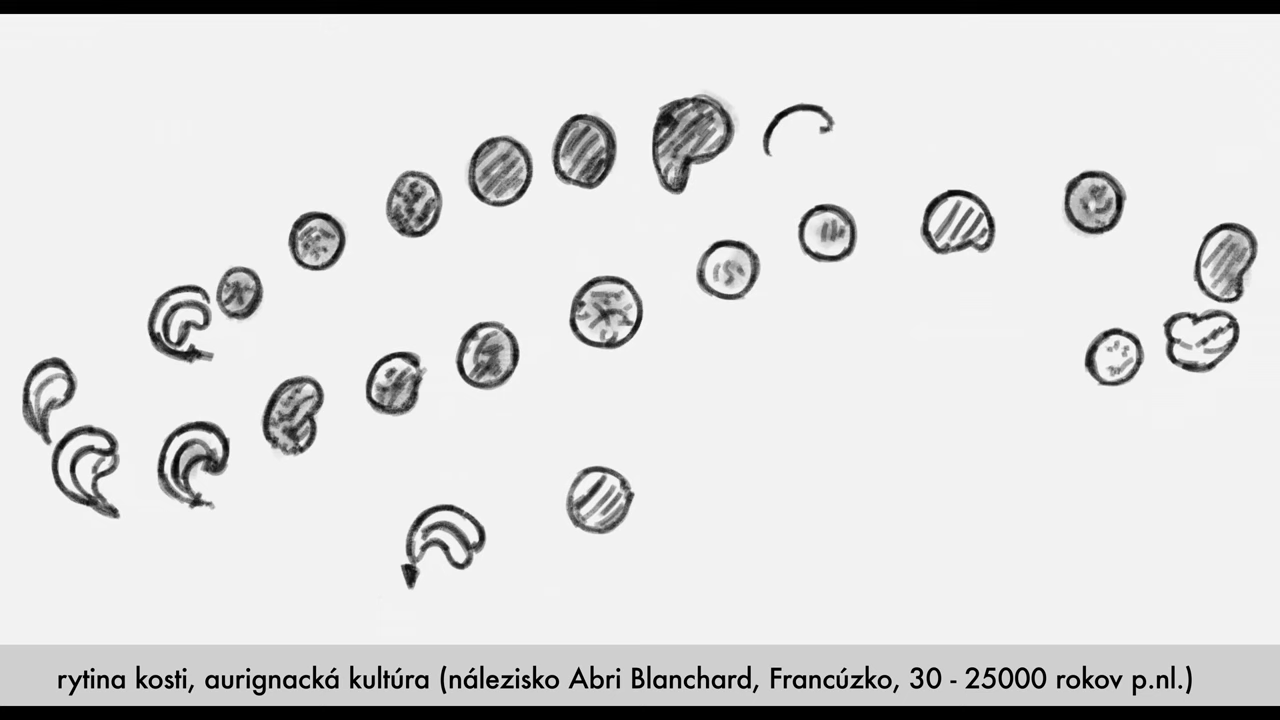 rytina kosti, aurignacká kultúra (nálezisko Abri Blanchard, Francúzko, 30 - 25000 rokov p.nl.)